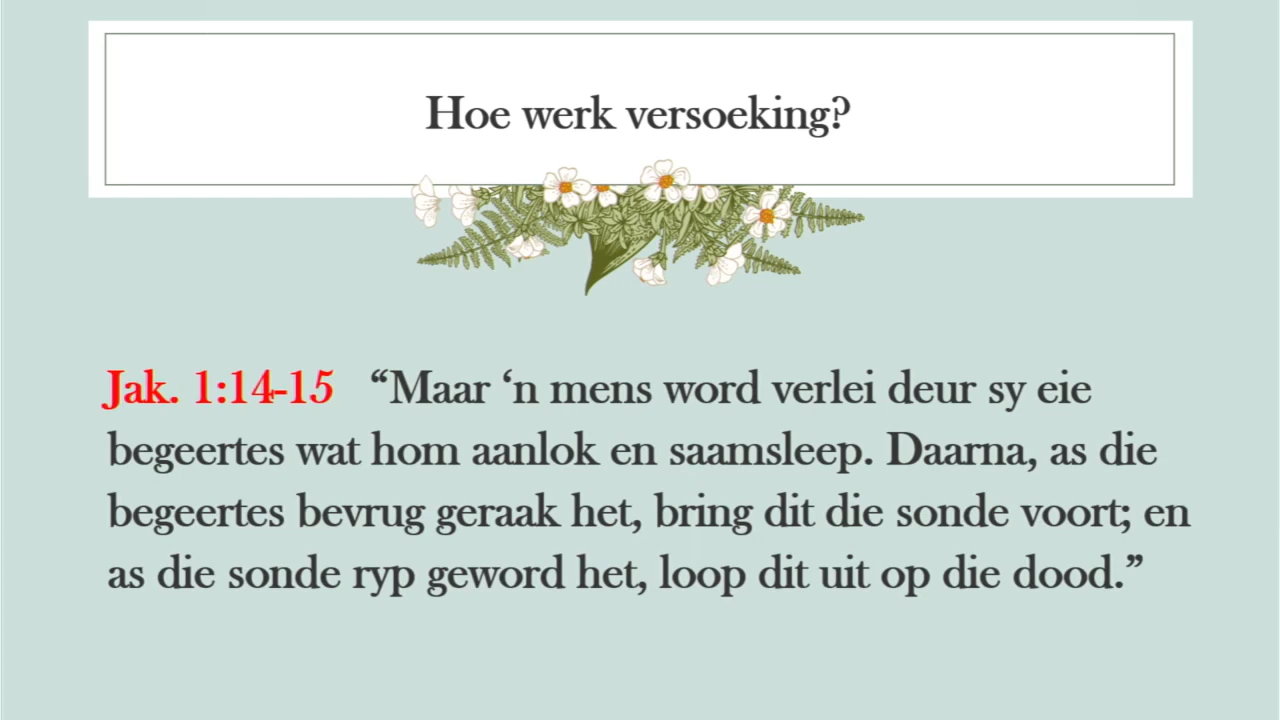 Hoe werk versoeking?
Jak. 1:14-15 “Maar ‘n mens word verlei deur sy eie
begeertes wat hom aanlok en saamsleep. Daarna, as die
begeertes bevrug geraak het, bring dit die sonde voort; en
as die sonde ryp geword het, loop dit uit op die dood.”